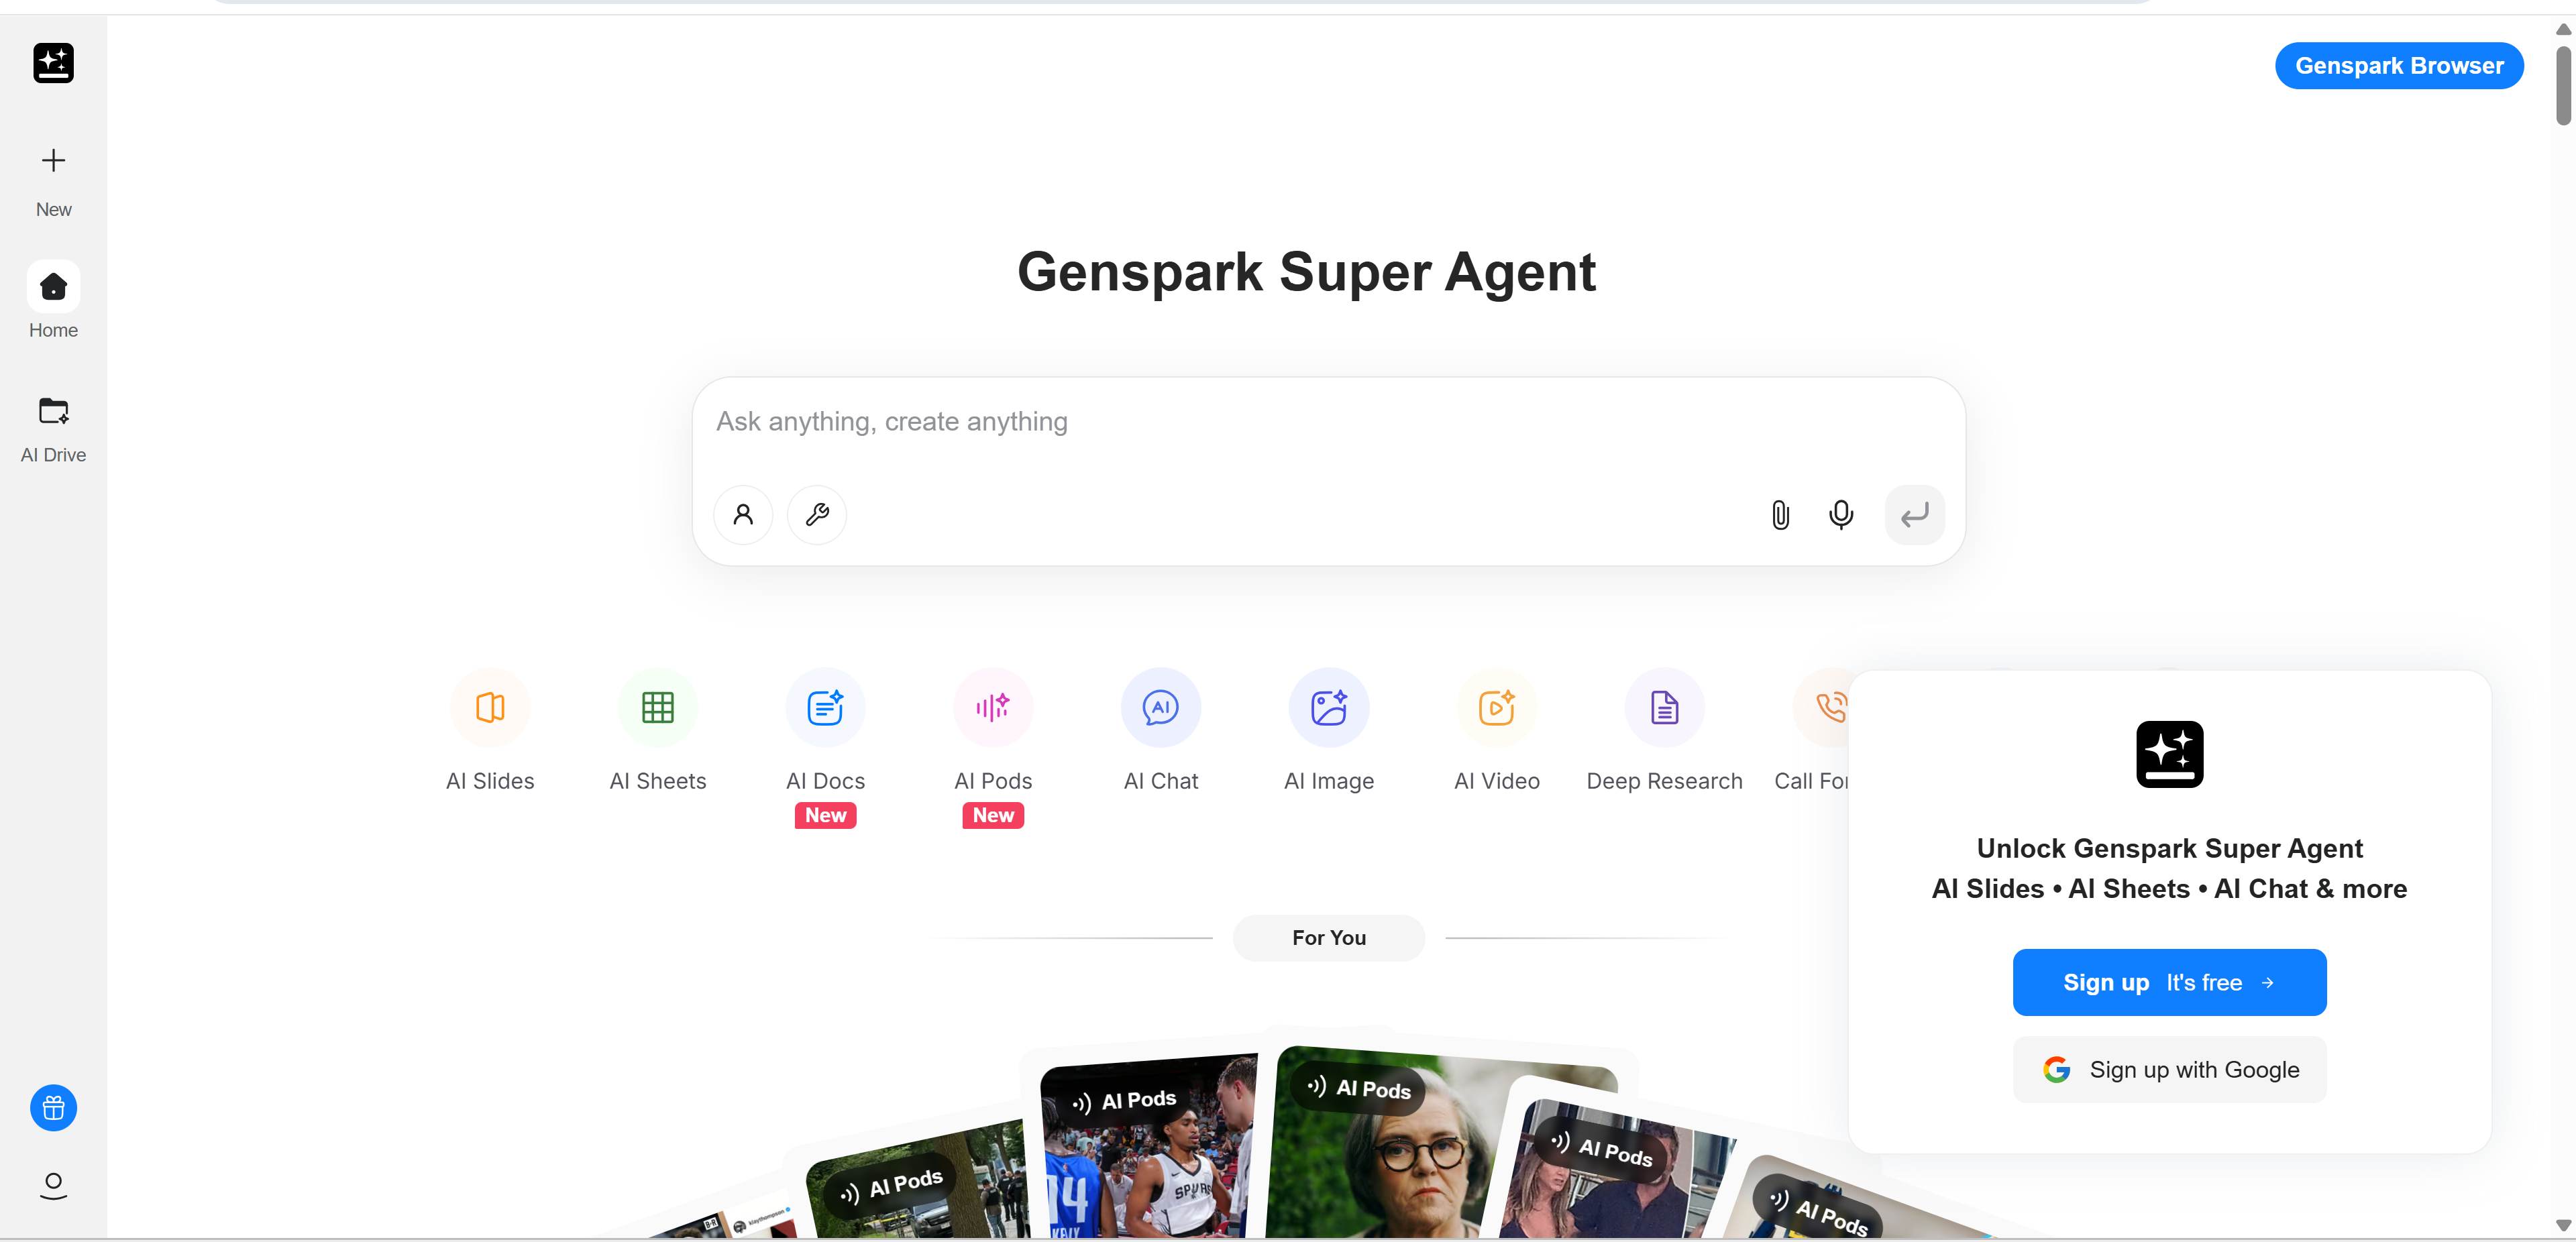 Genspark Browser
New
Home
AI Drive
Genspark Super Agent
Ask anything, create anything
AI Slides
AI Sheets
AI Docs
New
AI Pods
New
AI Chat
AI Image
AI Video
Deep Research
Call For
Unlock Genspark Super Agent
AI Slides • AI Sheets • AI Chat & more
Sign up It's free →
Sign up with Google
For You
AI Pods
AI Pods
AI Pods
AI Pods
AI Pods
B/R
klaythompson
14
SPURS